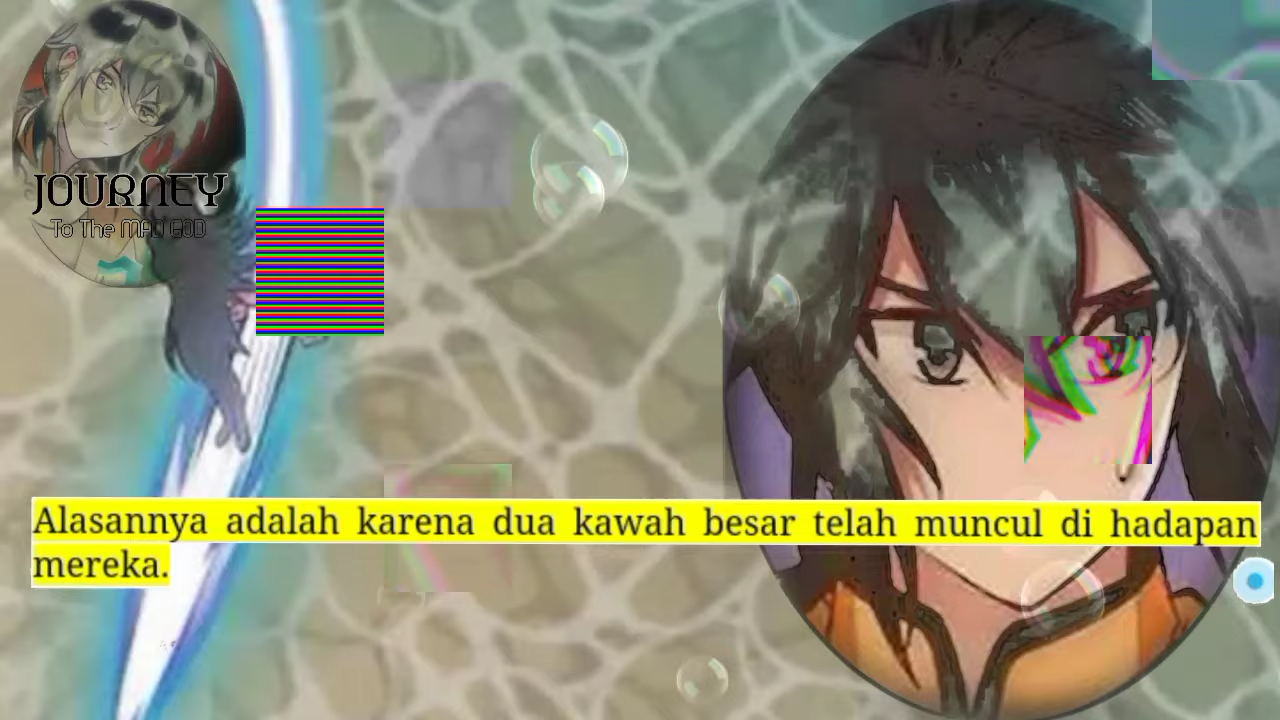 JOURNEY
To The MAD GOD
Alasannya adalah karena dua kawah besar telah muncul di hadapan
mereka.